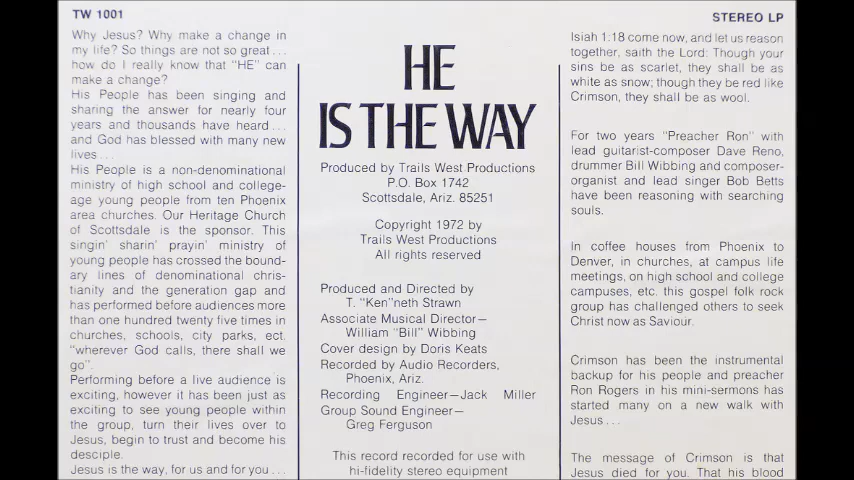 TW 1001
Why Jesus? Why make a change in
my life? So things are not so great...
how do I really know that "HE" can
make a change?
His People has been singing and
sharing the answer for nearly four
years and thousands have heard...
and God has blessed with many new
lives...
His People is a non-denominational
ministry of high school and college-
age young people from ten Phoenix
area churches. Our Heritage Church
of Scottsdale is the sponsor. This
singin' sharin' prayin' ministry of
young people has crossed the bound-
ary lines of denominational chris-
tianity and the generation gap and
has performed before audiences more
than one hundred twenty five times in
churches, schools, city parks, ect.
"wherever God calls, there shall we
go".
Performing before a live audience is
exciting, however it has been just as
exciting to see young people within
the group, turn their lives over to
Jesus, begin to trust and become his
desciple.
Jesus is the way, for us and for you...
HE
IS THE WAY
Produced by Trails West Productions
P.O. Box 1742
Scottsdale, Ariz. 85251
Copyright 1972 by
Trails West Productions
All rights reserved
Produced and Directed by
T. "Ken"neth Strawn
Associate Musical Director—
William "Bill" Wibbing
Cover design by Doris Keats
Recorded by Audio Recorders,
Phoenix, Ariz.
Recording Engineer—Jack Miller
Group Sound Engineer—
Greg Ferguson
This record recorded for use with
hi-fidelity stereo equipment
STEREO LP
Isiah 1:18 come now, and let us reason
together, saith the Lord: Though your
sins be as scarlet, they shall be as
white as snow; though they be red like
Crimson, they shall be as wool.
For two years "Preacher Ron" with
lead guitarist-composer Dave Reno,
drummer Bill Wibbing and composer-
organist and lead singer Bob Betts
have been reasoning with searching
souls.
In coffee houses from Phoenix to
Denver, in churches, at campus life
meetings, on high school and college
campuses, etc. this gospel folk rock
group has challenged others to seek
Christ now as Saviour.
Crimson has been the instrumental
backup for his people and preacher
Ron Rogers in his mini-sermons has
started many on a new walk with
Jesus...
The message of Crimson is that
Jesus died for you. That his blood